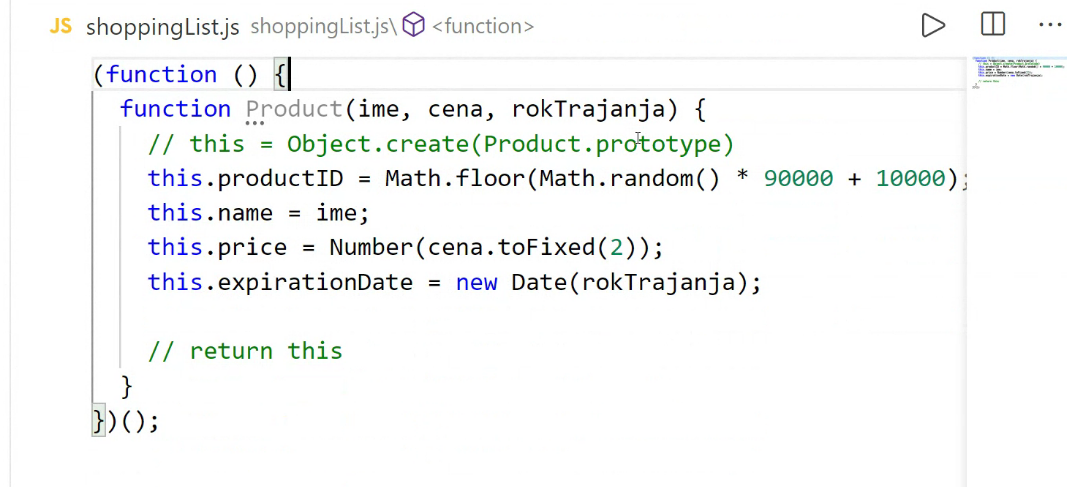 JS shoppingList.js shoppingList.js\ <function> ...
(function () {
function Product(ime, cena, rokTrajanja) {
// this = Object.create(Product.prototype)
this.productID = Math.floor(Math.random() * 90000 + 10000);
this.name = ime;
this.price = Number(cena.toFixed(2));
this.expirationDate = new Date(rokTrajanja);
// return this
}
})();